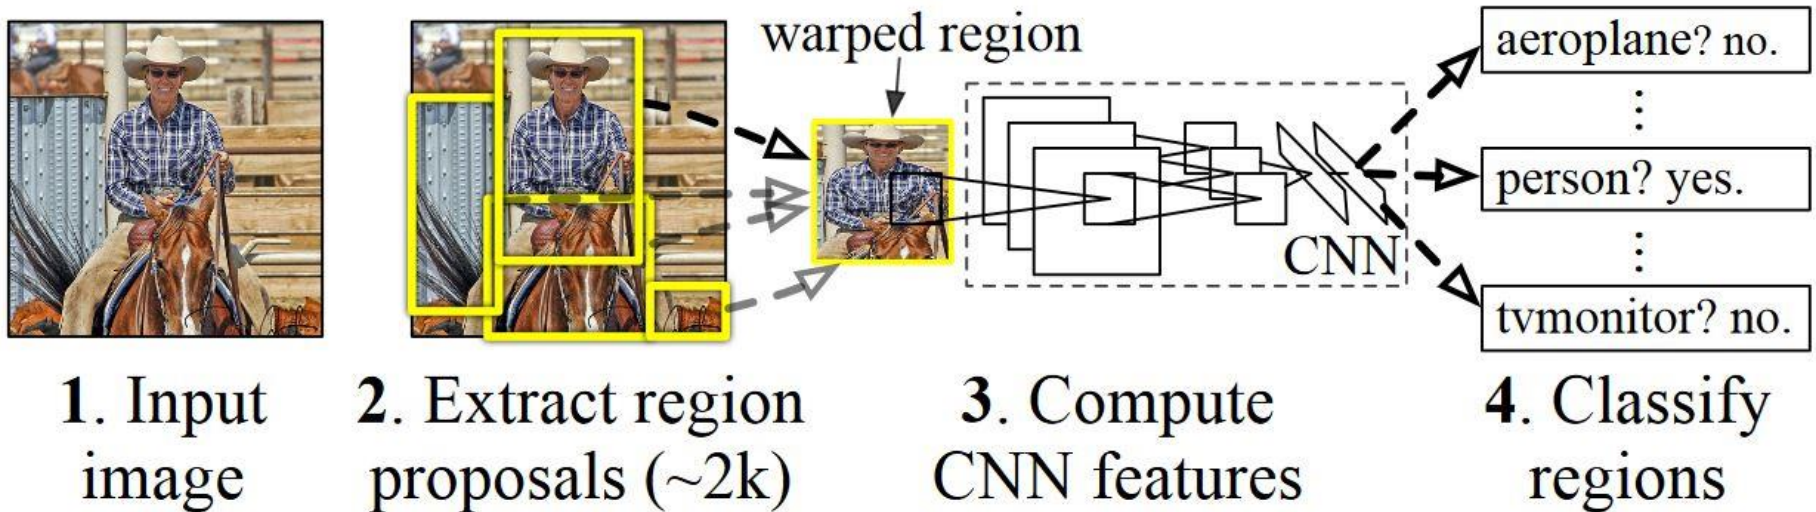 warped region
aeroplane? no.
⋮
person? yes.
⋮
tvmonitor? no.
CNN
1. Input
image
2. Extract region
proposals (~2k)
3. Compute
CNN features
4. Classify
regions